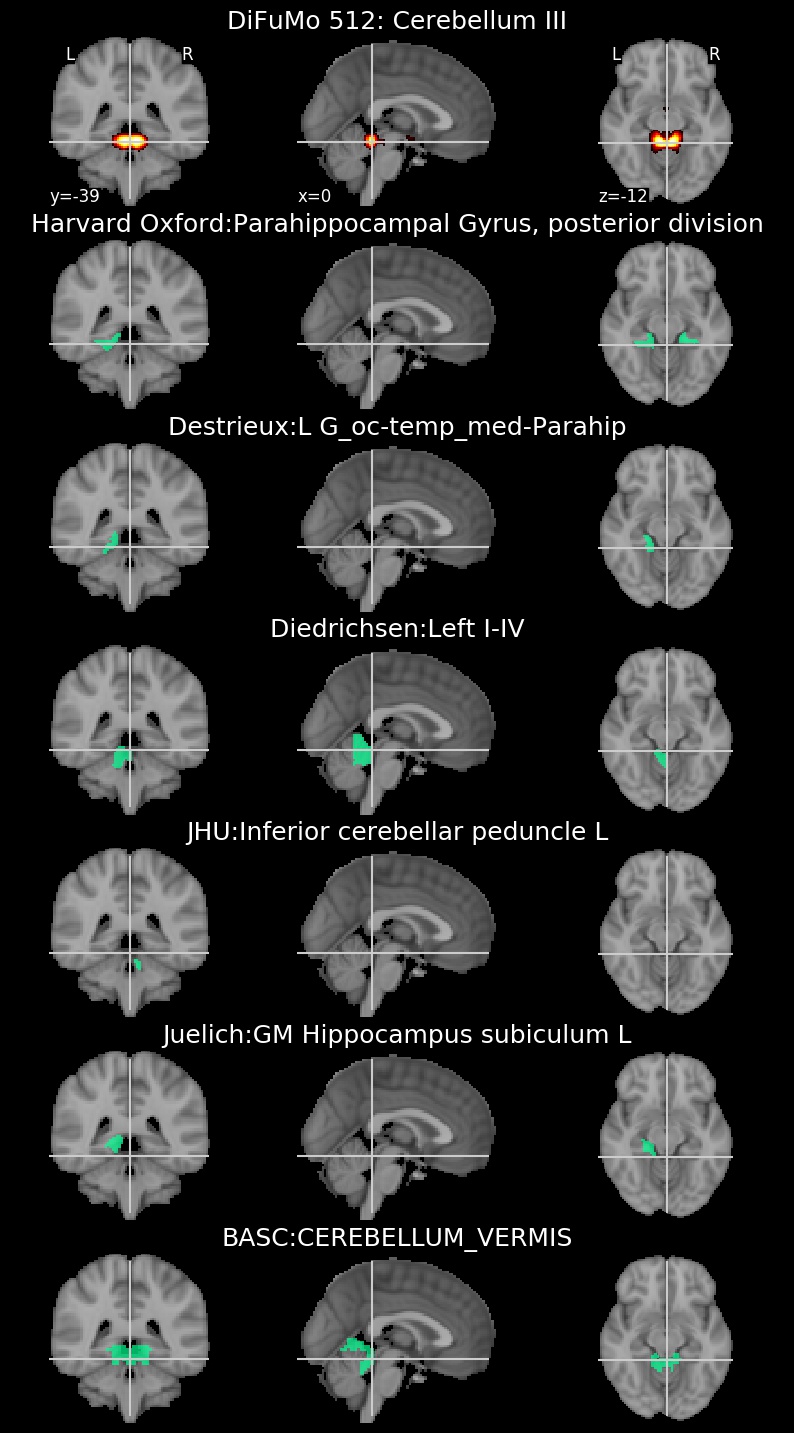 DiFuMo 512: Cerebellum III
L R L R
y=-39 x=0 z=-12
Harvard Oxford:Parahippocampal Gyrus, posterior division
Destrieux:L G_oc-temp_med-Parahip
Diedrichsen:Left I-IV
JHU:Inferior cerebellar peduncle L
Juelich:GM Hippocampus subiculum L
BASC:CEREBELLUM_VERMIS